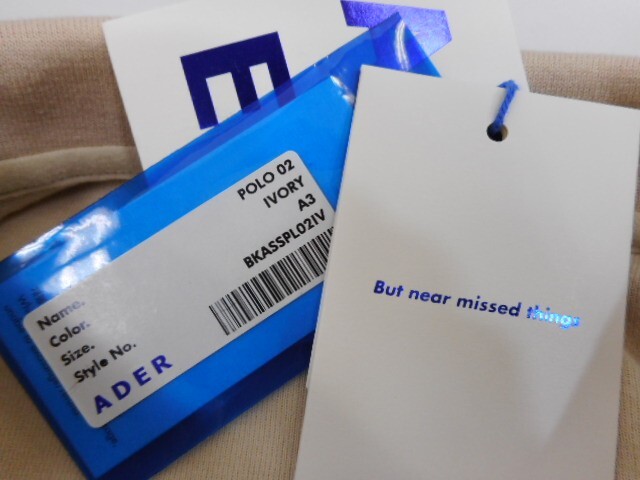 E
Name. POLO 02
Color. IVORY
Size. A3
Style No. BKASSPL02IV
ADER
But near missed things